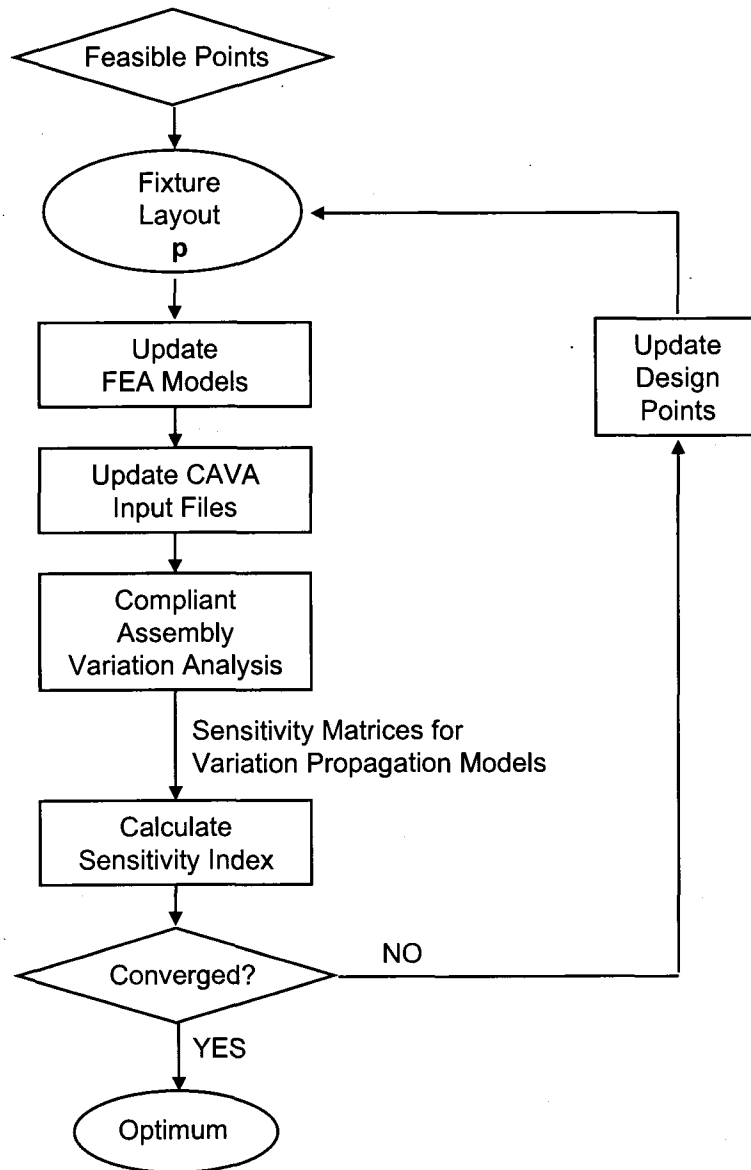 Feasible Points
Fixture
Layout
p
Update
FEA Models
Update
Design
Points
Update CAVA
Input Files
Compliant
Assembly
Variation Analysis
Sensitivity Matrices for
Variation Propagation Models
Calculate
Sensitivity Index
Converged?
NO
YES
Optimum